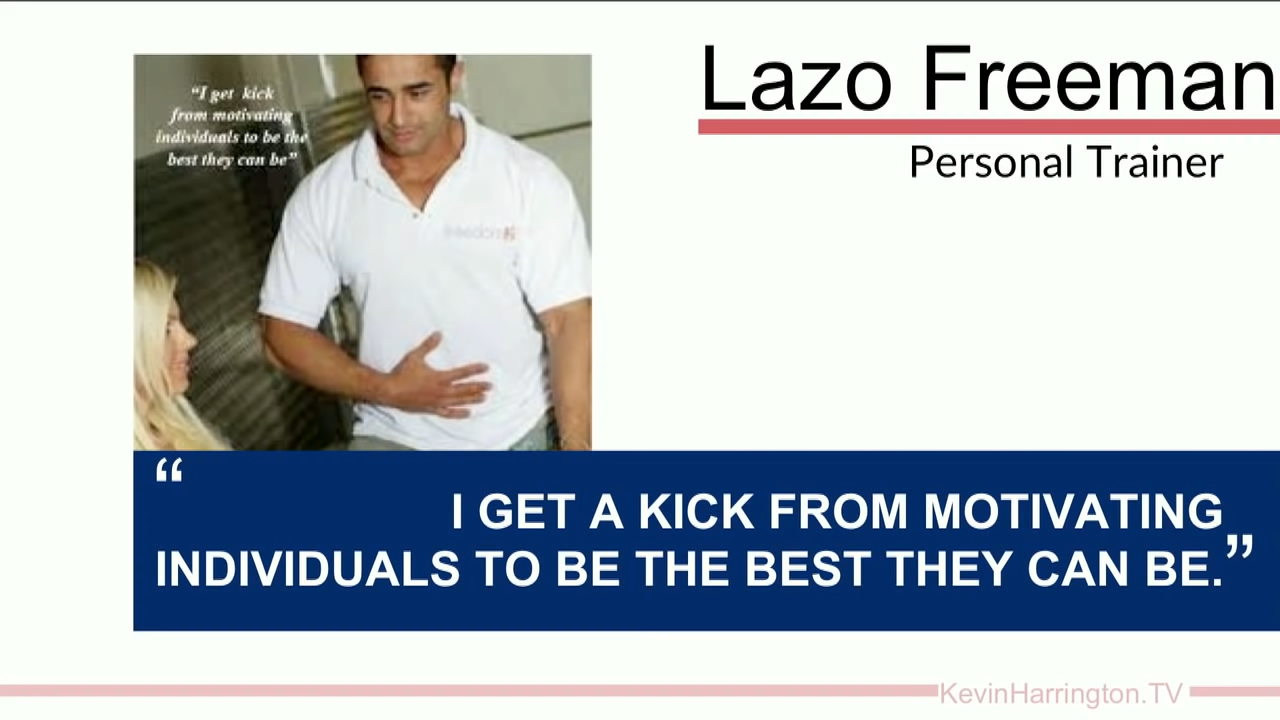 Lazo Freeman
Personal Trainer
“I get kick
from motivating
individuals to be the
best they can be”
freedom
“
I GET A KICK FROM MOTIVATING
INDIVIDUALS TO BE THE BEST THEY CAN BE.”
KevinHarrington.TV